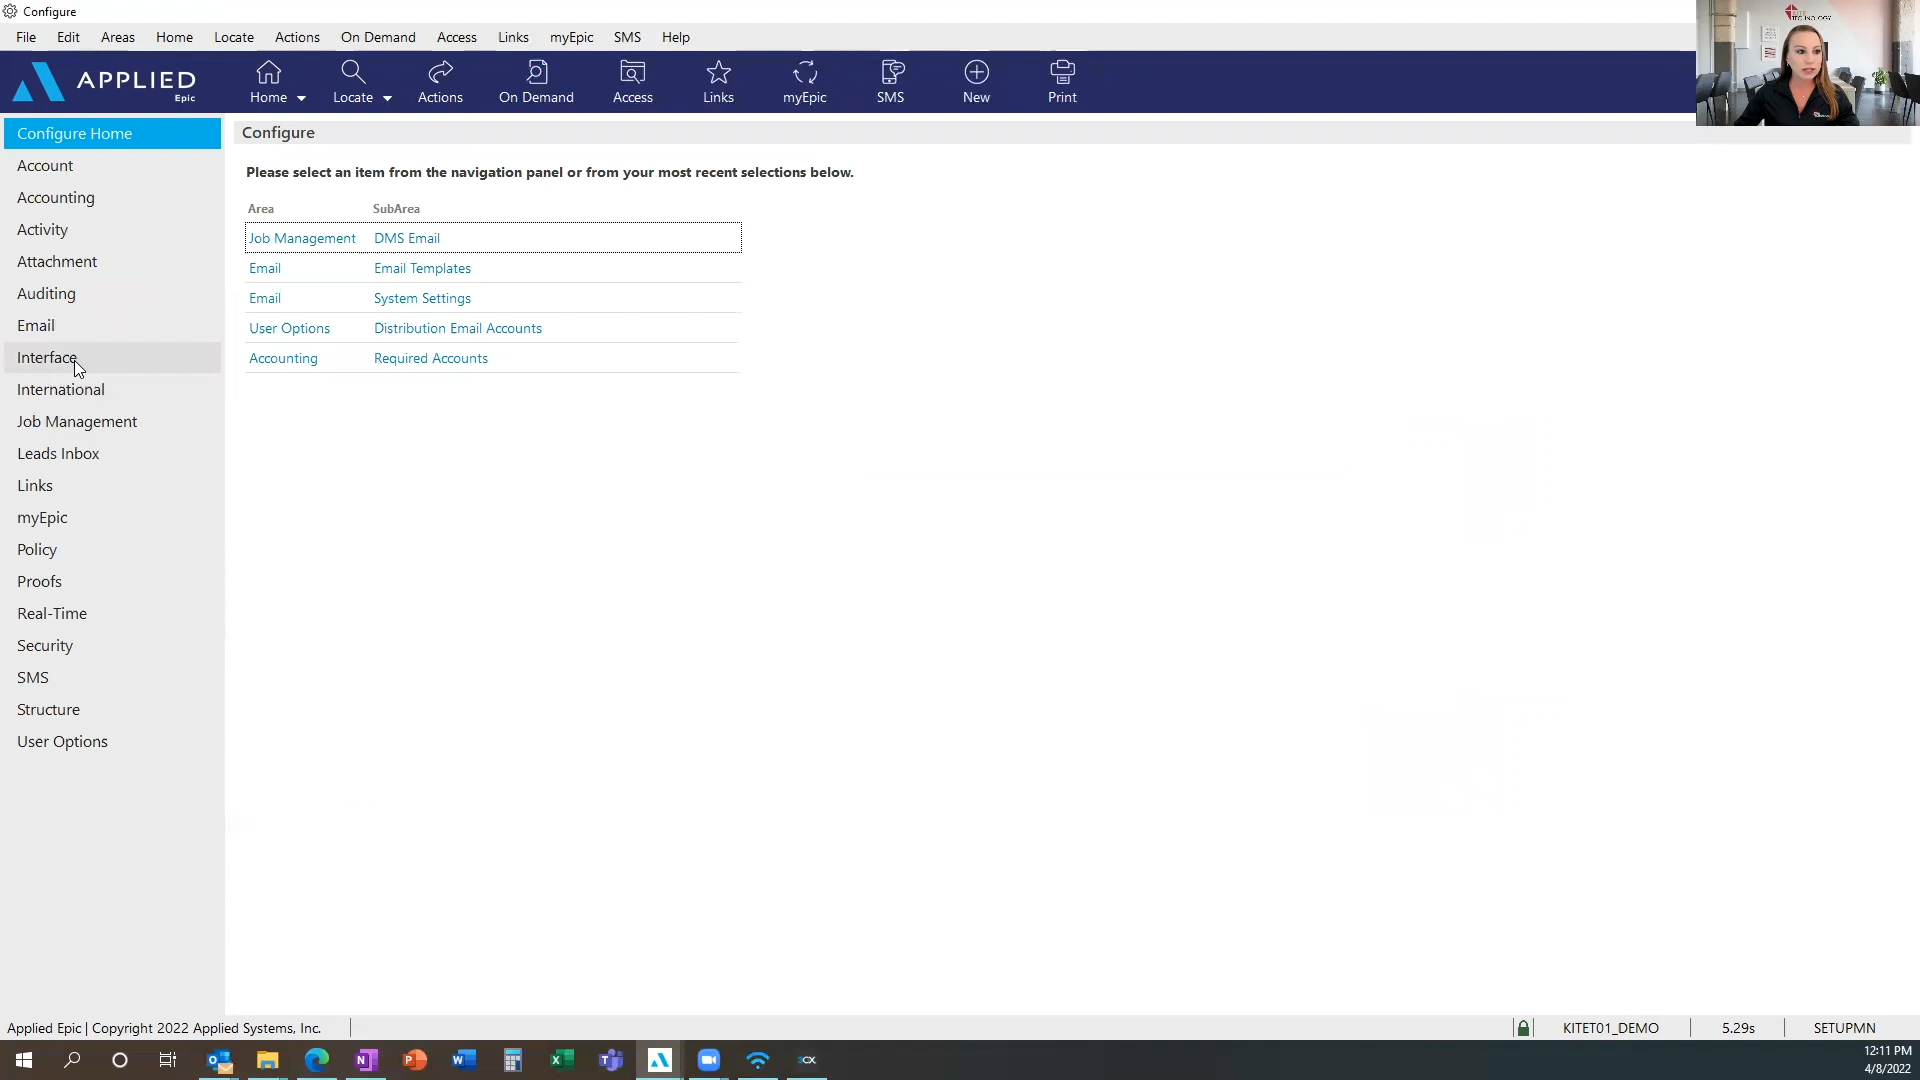 Configure
File Edit Areas Home Locate Actions On Demand Access Links myEpic SMS Help
APPLIED
Epic
Home Locate Actions On Demand Access Links myEpic SMS New Print
Configure Home
Account
Accounting
Activity
Attachment
Auditing
Email
Interface
International
Job Management
Leads Inbox
Links
myEpic
Policy
Proofs
Real-Time
Security
SMS
Structure
User Options
Configure
Please select an item from the navigation panel or from your most recent selections below.
Area SubArea
Job Management DMS Email
Email Email Templates
Email System Settings
User Options Distribution Email Accounts
Accounting Required Accounts
Applied Epic | Copyright 2022 Applied Systems, Inc. KITET01_DEMO 5.29s SETUPMN
12:11 PM
4/8/2022